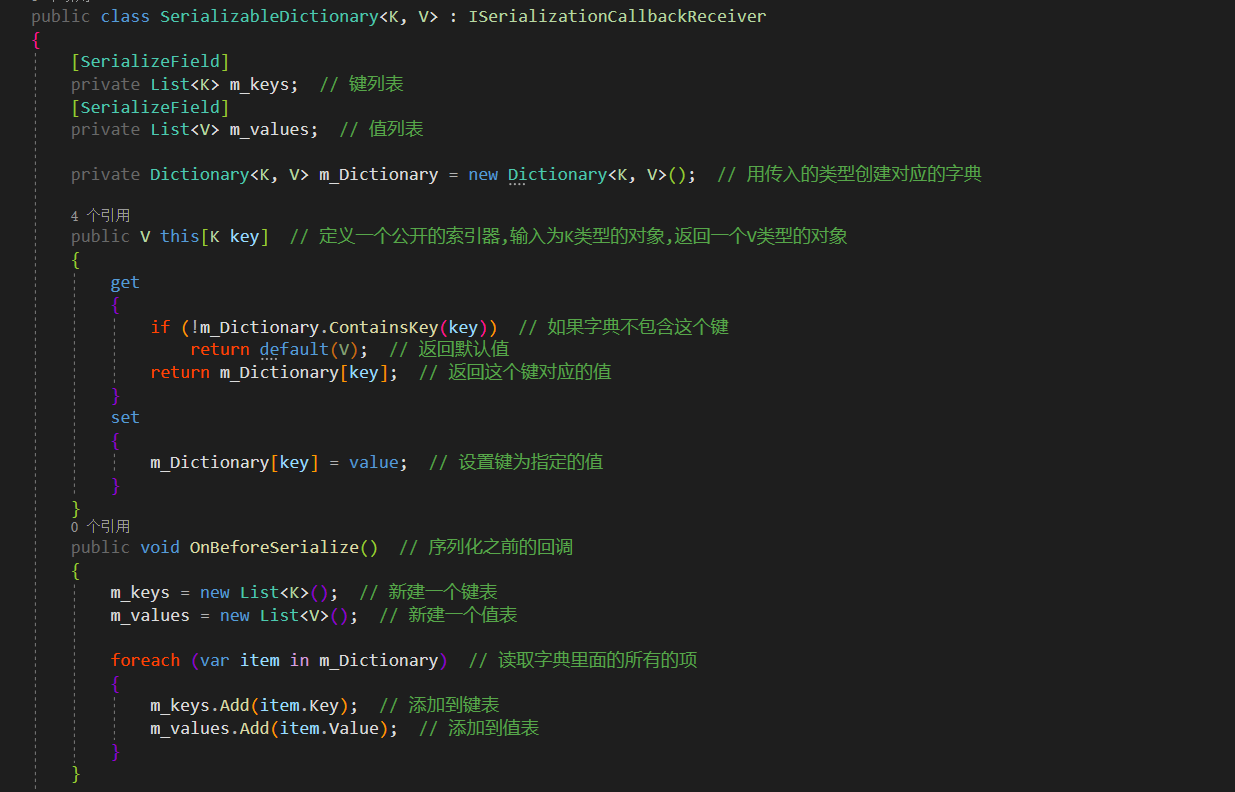 public class SerializableDictionary<K, V> : ISerializationCallbackReceiver
{
[SerializeField]
private List<K> m_keys;  // 键列表
[SerializeField]
private List<V> m_values;  // 值列表
private Dictionary<K, V> m_Dictionary = new Dictionary<K, V>();  // 用传入的类型创建对应的字典
4 个引用
public V this[K key]  // 定义一个公开的索引器,输入为K类型的对象,返回一个V类型的对象
{
get
{
if (!m_Dictionary.ContainsKey(key))  // 如果字典不包含这个键
return default(V);  // 返回默认值
return m_Dictionary[key];  // 返回这个键对应的值
}
set
{
m_Dictionary[key] = value;  // 设置键为指定的值
}
}
0 个引用
public void OnBeforeSerialize()  // 序列化之前的回调
{
m_keys = new List<K>();  // 新建一个键表
m_values = new List<V>();  // 新建一个值表
foreach (var item in m_Dictionary)  // 读取字典里面的所有的项
{
m_keys.Add(item.Key);  // 添加到键表
m_values.Add(item.Value);  // 添加到值表
}
}